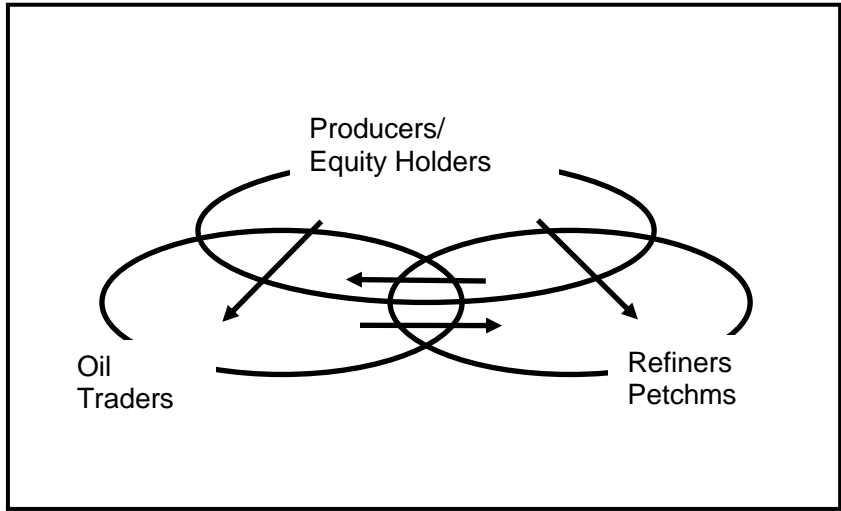 Producers/
Equity Holders
Oil
Traders
Refiners
Petchms